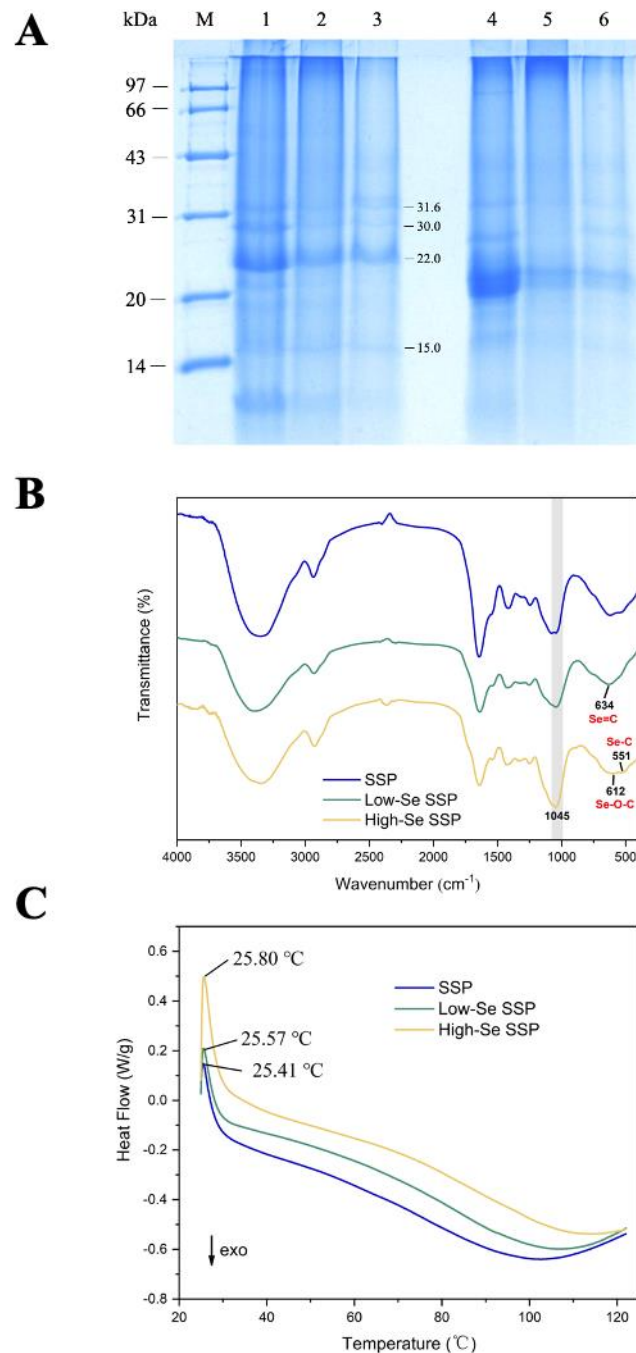 A
kDa M 1 2 3 4 5 6
97
66
43
31
20
14
31.6
30.0
22.0
15.0
B
Transmittance (%)
SSP
Low-Se SSP
High-Se SSP
634
Se=C
Se-C
551
612
Se-O-C
1045
4000 3500 3000 2500 2000 1500 1000 500
Wavenumber (cm⁻¹)
C
Heat Flow (W/g)
0.6
0.4
0.2
0.0
-0.2
-0.4
-0.6
-0.8
25.80 ℃
25.57 ℃
25.41 ℃
SSP
Low-Se SSP
High-Se SSP
exo
20 40 60 80 100 120
Temperature (℃)